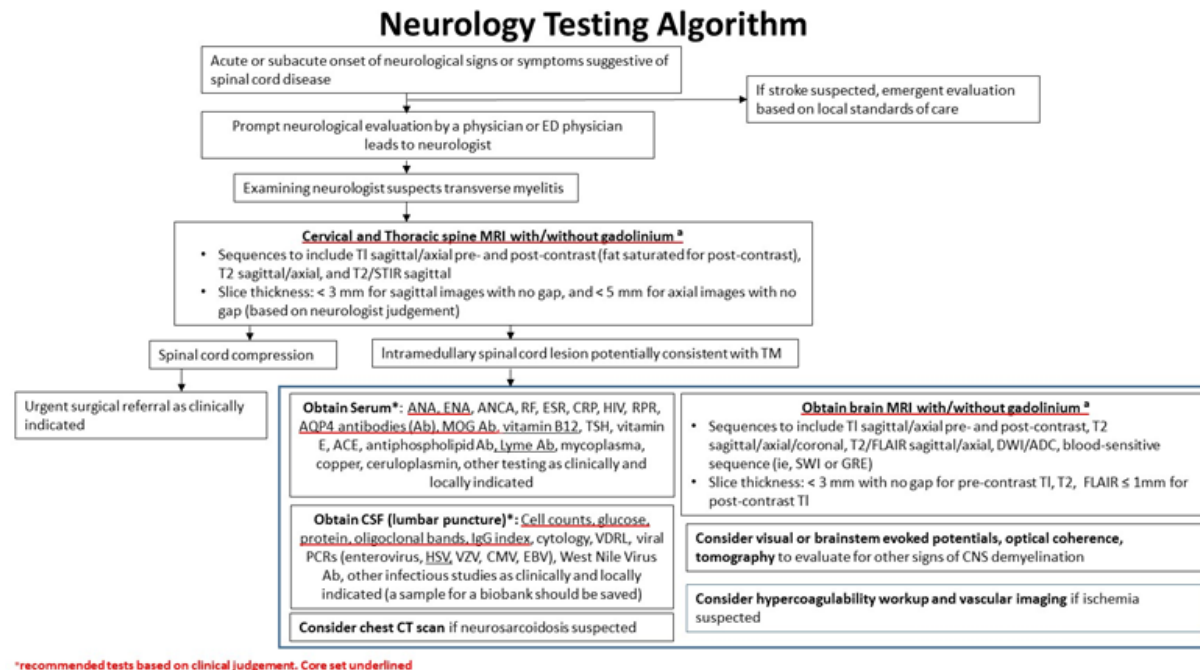 Neurology Testing Algorithm
Acute or subacute onset of neurological signs or symptoms suggestive of
spinal cord disease
If stroke suspected, emergent evaluation
based on local standards of care
Prompt neurological evaluation by a physician or ED physician
leads to neurologist
Examining neurologist suspects transverse myelitis
Cervical and Thoracic spine MRI with/without gadolinium a
• Sequences to include Tl sagittal/axial pre- and post-contrast (fat saturated for post-contrast),
T2 sagittal/axial, and T2/STIR sagittal
• Slice thickness: < 3 mm for sagittal images with no gap, and < 5 mm for axial images with no
gap (based on neurologist judgement)
Spinal cord compression
Intramedullary spinal cord lesion potentially consistent with TM
Urgent surgical referral as clinically
indicated
Obtain Serum*: ANA, ENA, ANCA, RF, ESR, CRP, HIV, RPR,
AQP4 antibodies (Ab), MOG Ab, vitamin B12, TSH, vitamin
E, ACE, antiphospholipid Ab, Lyme Ab, mycoplasma,
copper, ceruloplasmin, other testing as clinically and
locally indicated
Obtain CSF (lumbar puncture)*: Cell counts, glucose,
protein, oligoclonal bands, IgG index, cytology, VDRL, viral
PCRs (enterovirus, HSV, VZV, CMV, EBV), West Nile Virus
Ab, other infectious studies as clinically and locally
indicated (a sample for a biobank should be saved)
Consider chest CT scan if neurosarcoidosis suspected
Obtain brain MRI with/without gadolinium a
• Sequences to include Tl sagittal/axial pre- and post-contrast, T2
sagittal/axial/coronal, T2/FLAIR sagittal/axial, DWI/ADC, blood-sensitive
sequence (ie, SWI or GRE)
• Slice thickness: < 3 mm with no gap for pre-contrast Tl, T2, FLAIR ≤ 1mm for
post-contrast Tl
Consider visual or brainstem evoked potentials, optical coherence,
tomography to evaluate for other signs of CNS demyelination
Consider hypercoagulability workup and vascular imaging if ischemia
suspected
*recommended tests based on clinical judgement. Core set underlined